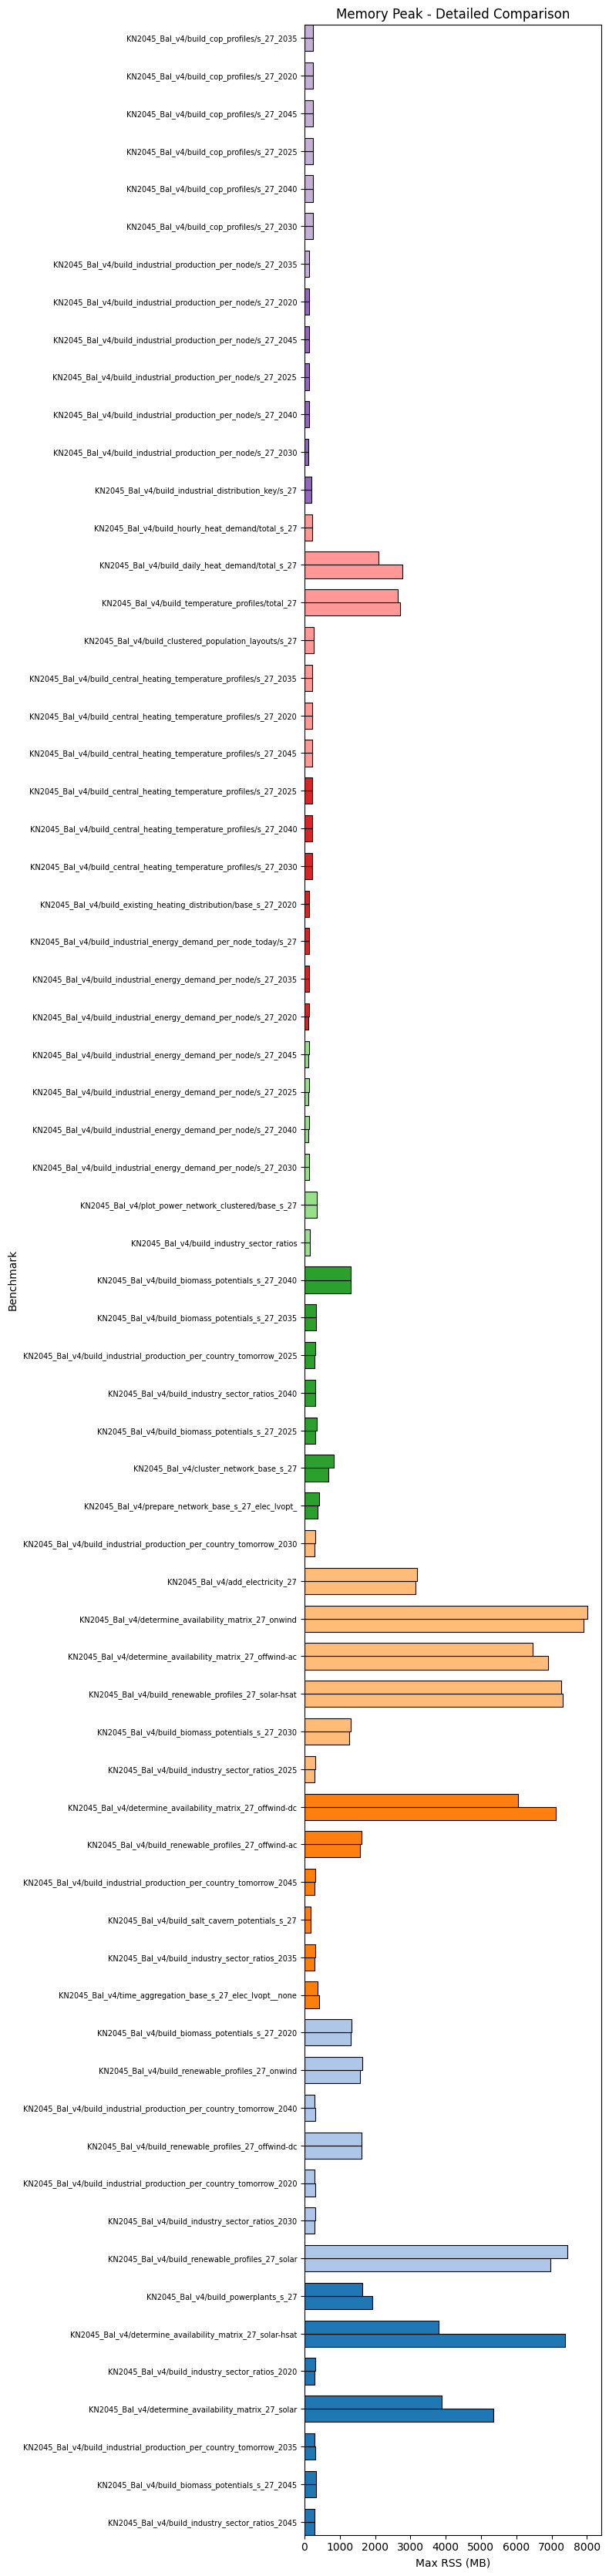 Memory Peak - Detailed Comparison
KN2045_Bal_v4/build_cop_profiles/s_27_2035
KN2045_Bal_v4/build_cop_profiles/s_27_2020
KN2045_Bal_v4/build_cop_profiles/s_27_2045
KN2045_Bal_v4/build_cop_profiles/s_27_2025
KN2045_Bal_v4/build_cop_profiles/s_27_2040
KN2045_Bal_v4/build_cop_profiles/s_27_2030
KN2045_Bal_v4/build_industrial_production_per_node/s_27_2035
KN2045_Bal_v4/build_industrial_production_per_node/s_27_2020
KN2045_Bal_v4/build_industrial_production_per_node/s_27_2045
KN2045_Bal_v4/build_industrial_production_per_node/s_27_2025
KN2045_Bal_v4/build_industrial_production_per_node/s_27_2040
KN2045_Bal_v4/build_industrial_production_per_node/s_27_2030
KN2045_Bal_v4/build_industrial_distribution_key/s_27
KN2045_Bal_v4/build_hourly_heat_demand/total_s_27
KN2045_Bal_v4/build_daily_heat_demand/total_s_27
KN2045_Bal_v4/build_temperature_profiles/total_27
KN2045_Bal_v4/build_clustered_population_layouts/s_27
KN2045_Bal_v4/build_central_heating_temperature_profiles/s_27_2035
KN2045_Bal_v4/build_central_heating_temperature_profiles/s_27_2020
KN2045_Bal_v4/build_central_heating_temperature_profiles/s_27_2045
KN2045_Bal_v4/build_central_heating_temperature_profiles/s_27_2025
KN2045_Bal_v4/build_central_heating_temperature_profiles/s_27_2040
KN2045_Bal_v4/build_central_heating_temperature_profiles/s_27_2030
KN2045_Bal_v4/build_existing_heating_distribution/base_s_27_2020
KN2045_Bal_v4/build_industrial_energy_demand_per_node_today/s_27
KN2045_Bal_v4/build_industrial_energy_demand_per_node/s_27_2035
KN2045_Bal_v4/build_industrial_energy_demand_per_node/s_27_2020
KN2045_Bal_v4/build_industrial_energy_demand_per_node/s_27_2045
KN2045_Bal_v4/build_industrial_energy_demand_per_node/s_27_2025
KN2045_Bal_v4/build_industrial_energy_demand_per_node/s_27_2040
KN2045_Bal_v4/build_industrial_energy_demand_per_node/s_27_2030
KN2045_Bal_v4/plot_power_network_clustered/base_s_27
KN2045_Bal_v4/build_industry_sector_ratios
Benchmark
KN2045_Bal_v4/build_biomass_potentials_s_27_2040
KN2045_Bal_v4/build_biomass_potentials_s_27_2035
KN2045_Bal_v4/build_industrial_production_per_country_tomorrow_2025
KN2045_Bal_v4/build_industry_sector_ratios_2040
KN2045_Bal_v4/build_biomass_potentials_s_27_2025
KN2045_Bal_v4/cluster_network_base_s_27
KN2045_Bal_v4/prepare_network_base_s_27_elec_lvopt_
KN2045_Bal_v4/build_industrial_production_per_country_tomorrow_2030
KN2045_Bal_v4/add_electricity_27
KN2045_Bal_v4/determine_availability_matrix_27_onwind
KN2045_Bal_v4/determine_availability_matrix_27_offwind-ac
KN2045_Bal_v4/build_renewable_profiles_27_solar-hsat
KN2045_Bal_v4/build_biomass_potentials_s_27_2030
KN2045_Bal_v4/build_industry_sector_ratios_2025
KN2045_Bal_v4/determine_availability_matrix_27_offwind-dc
KN2045_Bal_v4/build_renewable_profiles_27_offwind-ac
KN2045_Bal_v4/build_industrial_production_per_country_tomorrow_2045
KN2045_Bal_v4/build_salt_cavern_potentials_s_27
KN2045_Bal_v4/build_industry_sector_ratios_2035
KN2045_Bal_v4/time_aggregation_base_s_27_elec_lvopt__none
KN2045_Bal_v4/build_biomass_potentials_s_27_2020
KN2045_Bal_v4/build_renewable_profiles_27_onwind
KN2045_Bal_v4/build_industrial_production_per_country_tomorrow_2040
KN2045_Bal_v4/build_renewable_profiles_27_offwind-dc
KN2045_Bal_v4/build_industrial_production_per_country_tomorrow_2020
KN2045_Bal_v4/build_industry_sector_ratios_2030
KN2045_Bal_v4/build_renewable_profiles_27_solar
KN2045_Bal_v4/build_powerplants_s_27
KN2045_Bal_v4/determine_availability_matrix_27_solar-hsat
KN2045_Bal_v4/build_industry_sector_ratios_2020
KN2045_Bal_v4/determine_availability_matrix_27_solar
KN2045_Bal_v4/build_industrial_production_per_country_tomorrow_2035
KN2045_Bal_v4/build_biomass_potentials_s_27_2045
KN2045_Bal_v4/build_industry_sector_ratios_2045
0 1000 2000 3000 4000 5000 6000 7000 8000
Max RSS (MB)